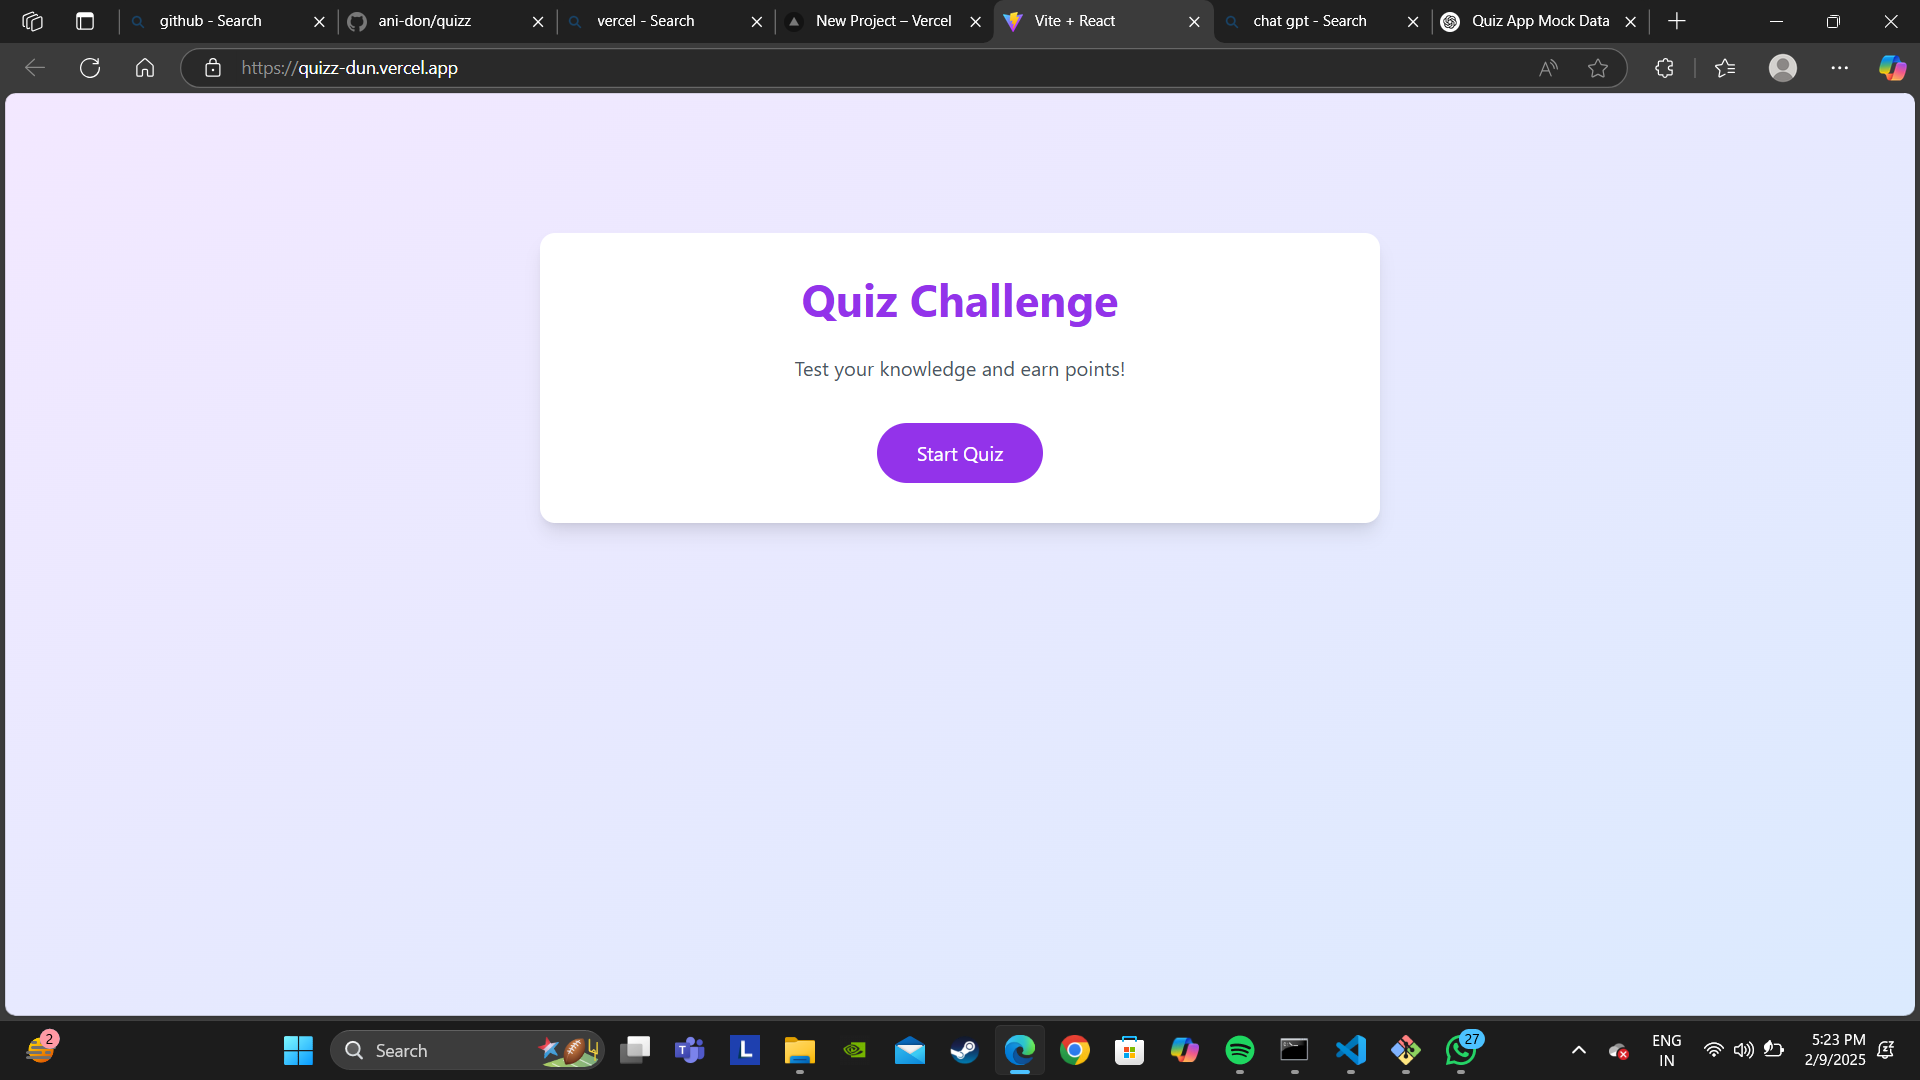 github - Search
ani-don/quizz
vercel - Search
New Project – Vercel
Vite + React
chat gpt - Search
Quiz App Mock Data
https://quizz-dun.vercel.app
Quiz Challenge
Test your knowledge and earn points!
Start Quiz
2
Search
L
27
ENG
IN
5:23 PM
2/9/2025